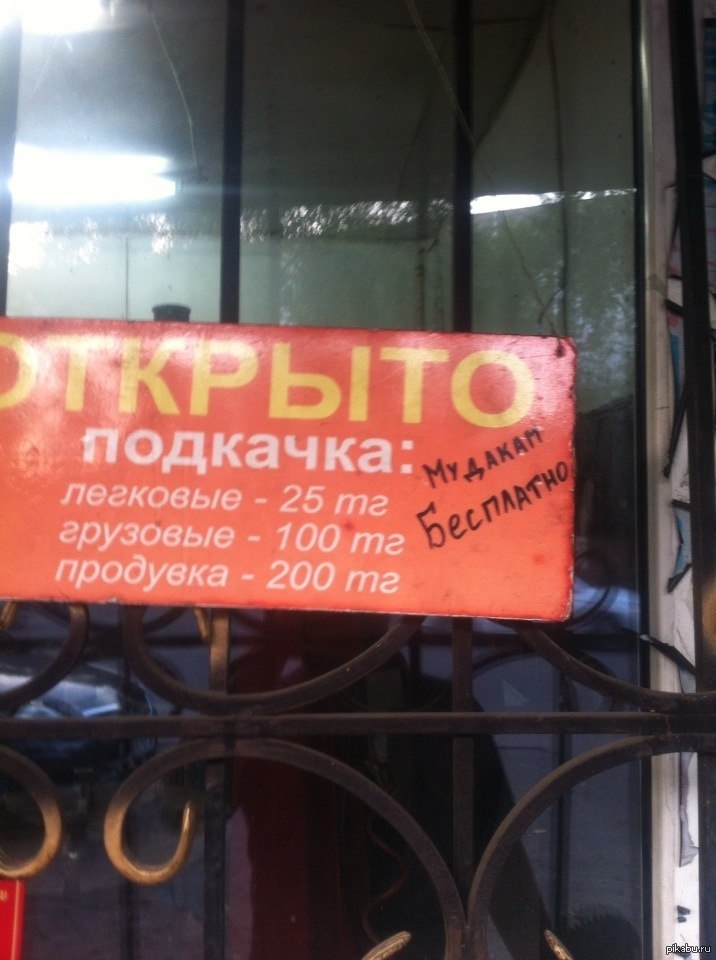 ОТКРЫТО
подкачка:
легковые - 25 тг
грузовые - 100 тг
продувка - 200 тг
Мудакам
Бесплатно
pikabu.ru